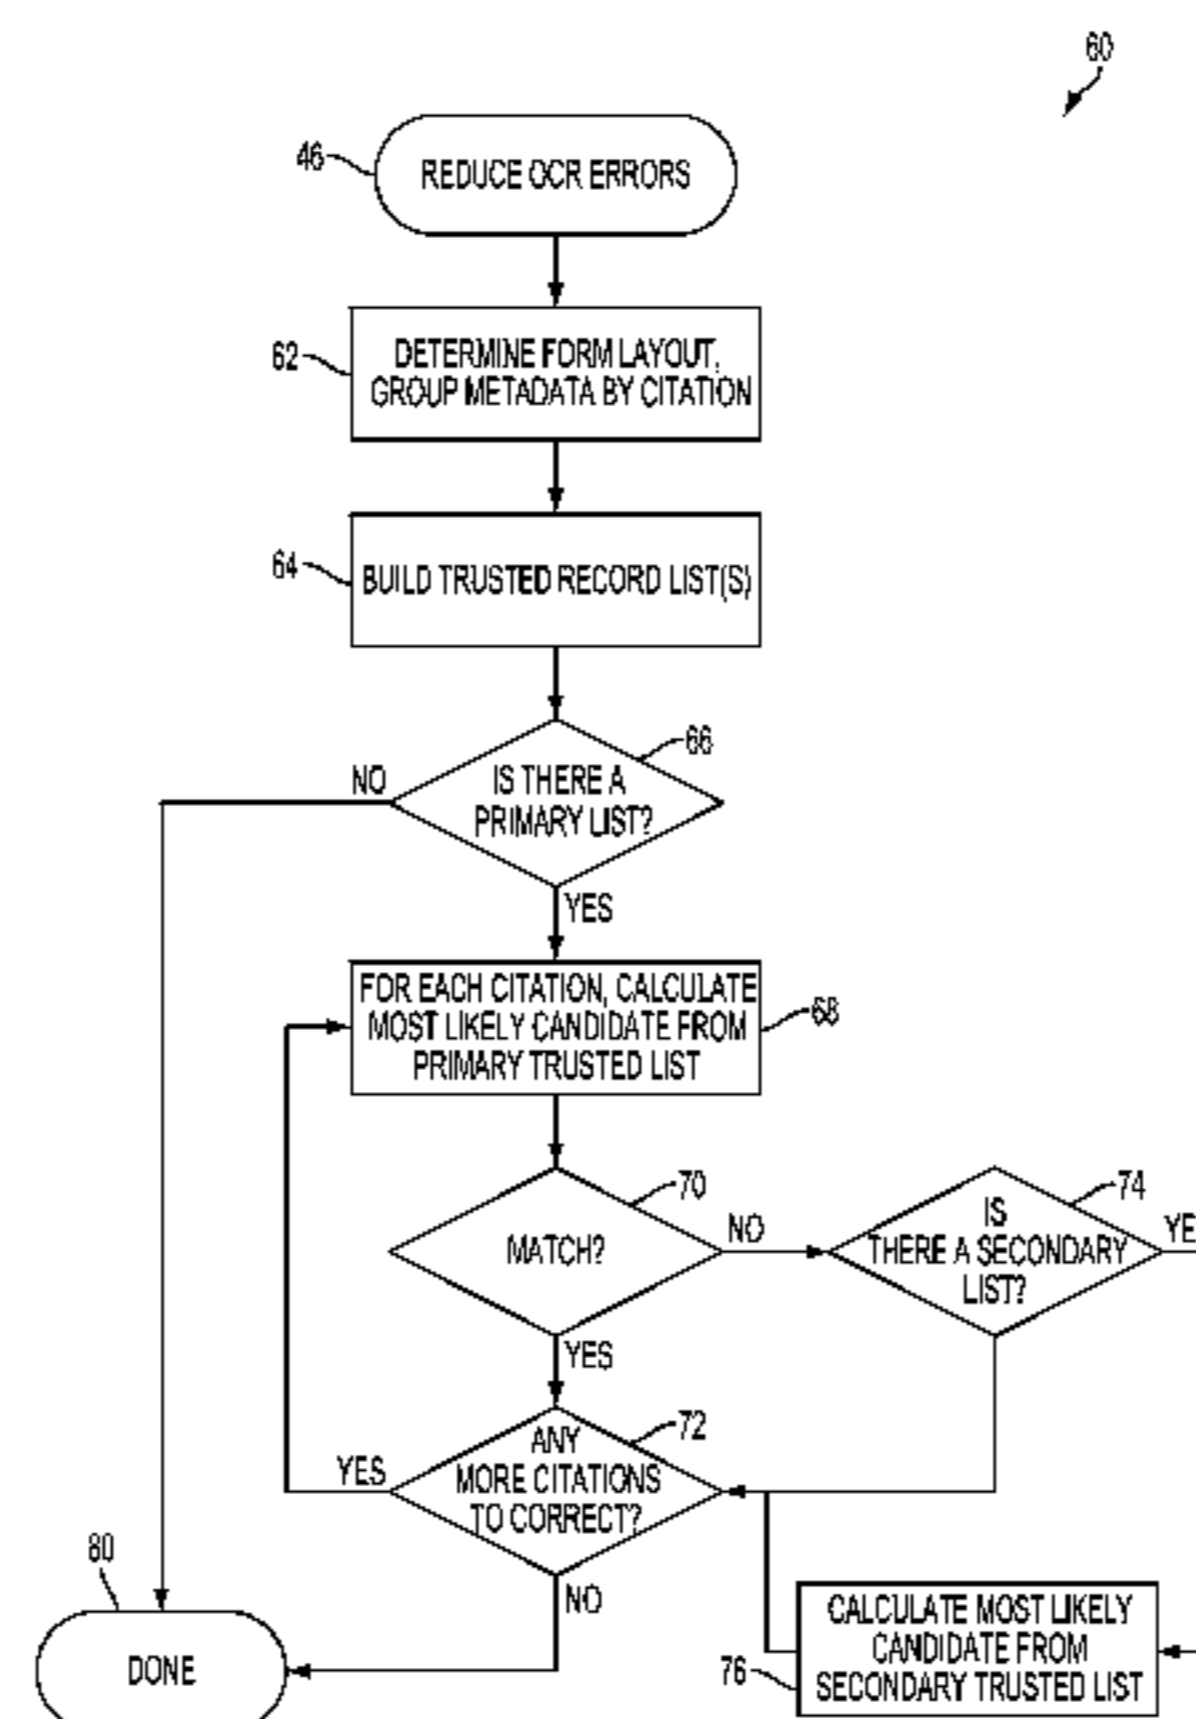 60
46
REDUCE OCR ERRORS
62
DETERMINE FORM LAYOUT,
GROUP METADATA BY CITATION
64
BUILD TRUSTED RECORD LIST(S)
66
NO
IS THERE A
PRIMARY LIST?
YES
FOR EACH CITATION, CALCULATE
MOST LIKELY CANDIDATE FROM
PRIMARY TRUSTED LIST
68
70
MATCH?
NO
74
IS
THERE A SECONDARY
LIST?
YE
YES
72
ANY
MORE CITATIONS
TO CORRECT?
YES
NO
80
DONE
CALCULATE MOST LIKELY
CANDIDATE FROM
SECONDARY TRUSTED LIST
76